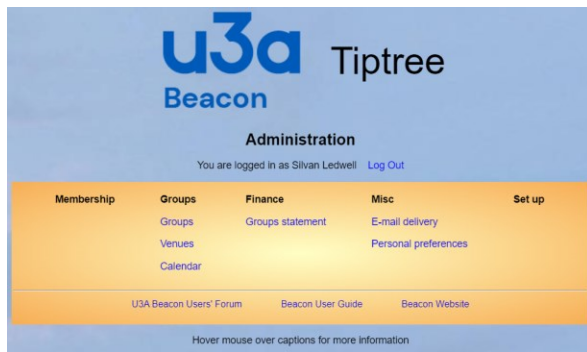 u3a Tiptree
Beacon
Administration
You are logged in as Silvan Ledwell Log Out
Membership Groups Finance Misc Set up
Groups Groups statement E-mail delivery
Venues Personal preferences
Calendar
U3A Beacon Users' Forum Beacon User Guide Beacon Website
Hover mouse over captions for more information